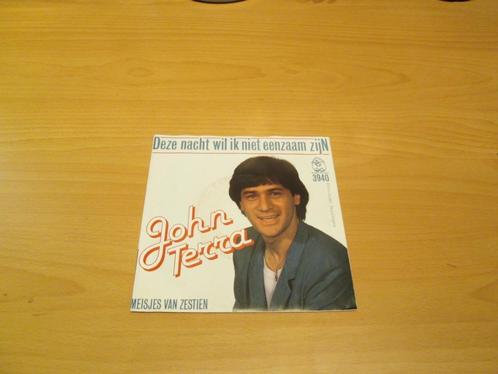 Deze nacht wil ik niet eenzaam zijN
3940
John
Terra
MEISJES VAN ZESTIEN